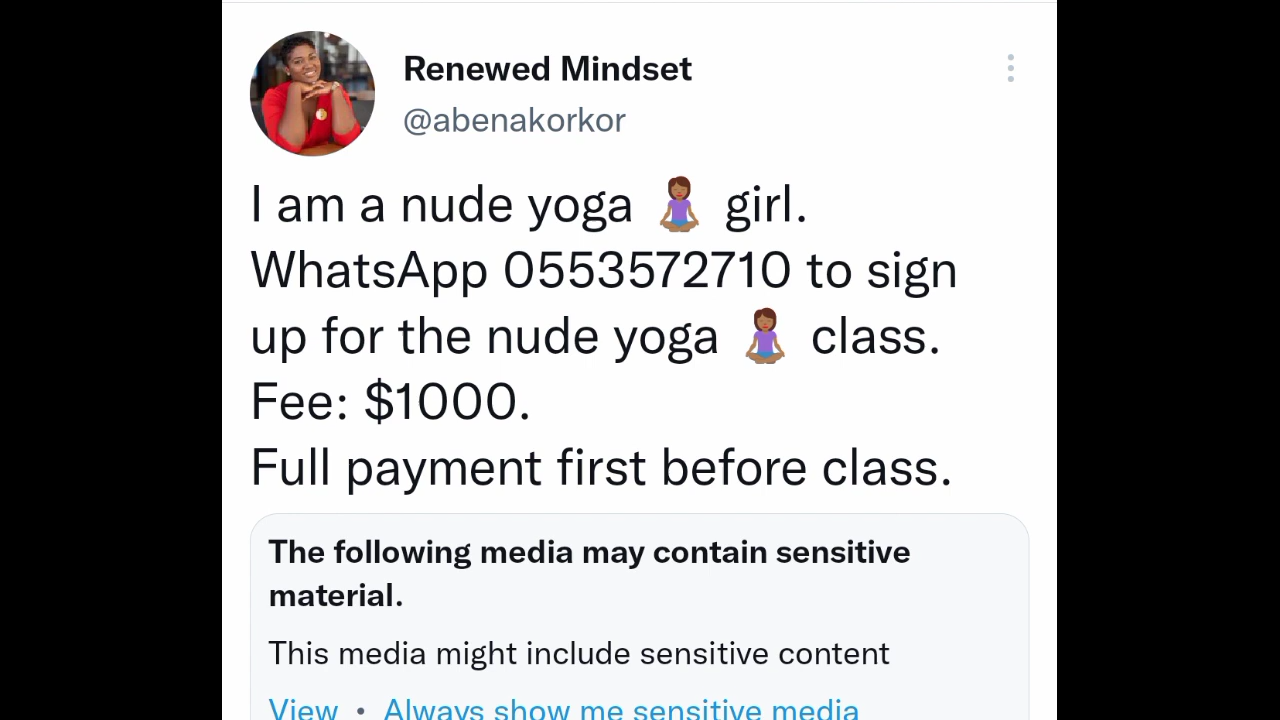 Renewed Mindset
@abenakorkor
I am a nude yoga 🧘🏾‍♀️ girl.
WhatsApp 0553572710 to sign
up for the nude yoga 🧘🏾‍♀️ class.
Fee: $1000.
Full payment first before class.
The following media may contain sensitive
material.
This media might include sensitive content
View • Always show me sensitive media